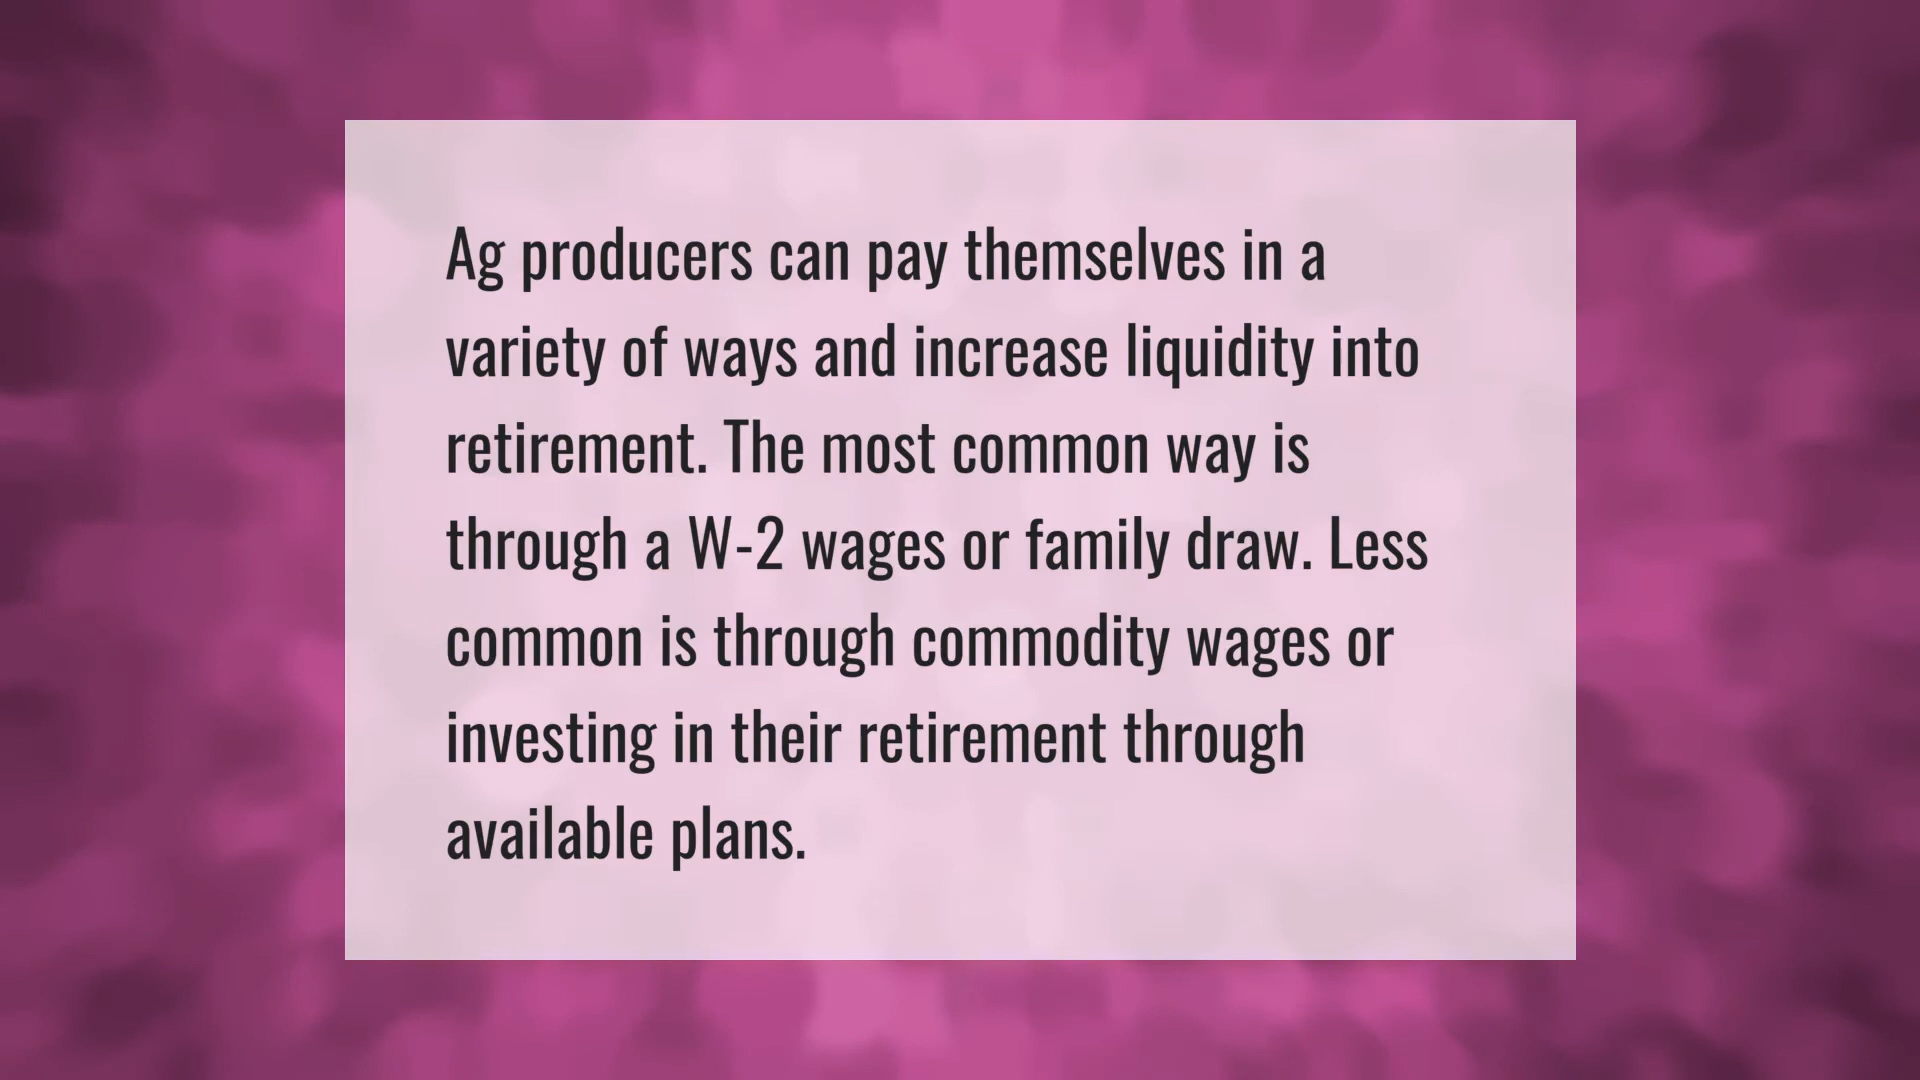 Ag producers can pay themselves in a
variety of ways and increase liquidity into
retirement. The most common way is
through a W-2 wages or family draw. Less
common is through commodity wages or
investing in their retirement through
available plans.